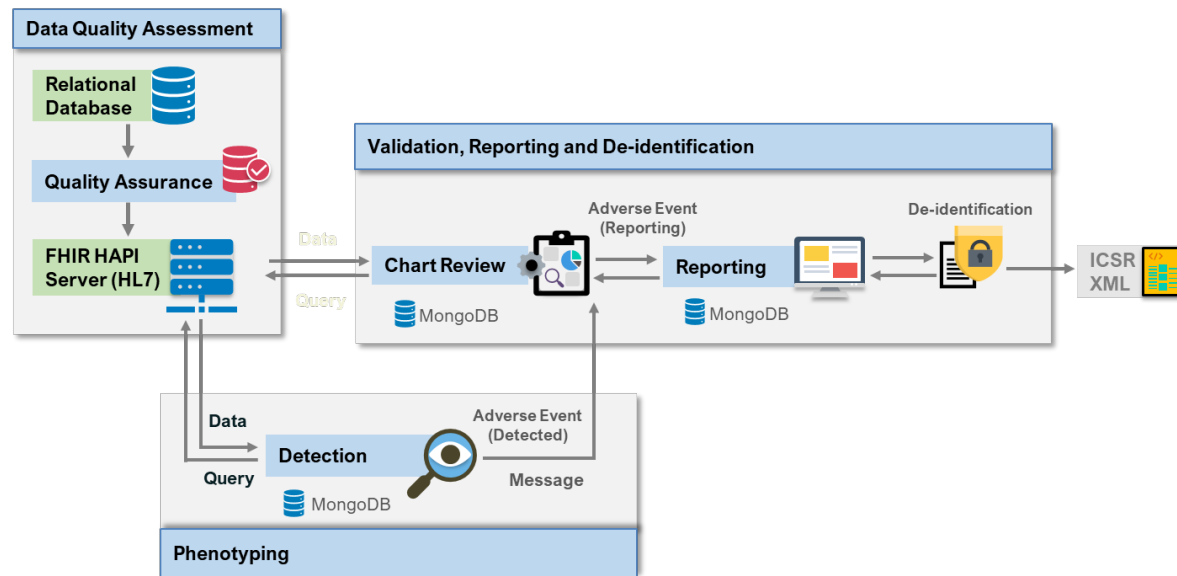 Data Quality Assessment
Relational
Database
Quality Assurance
FHIR HAPI
Server (HL7)
Data
Query
Validation, Reporting and De-identification
Chart Review
MongoDB
Adverse Event
(Reporting)
Reporting
MongoDB
De-identification
ICSR
XML
Data
Query
Detection
MongoDB
Adverse Event
(Detected)
Message
Phenotyping